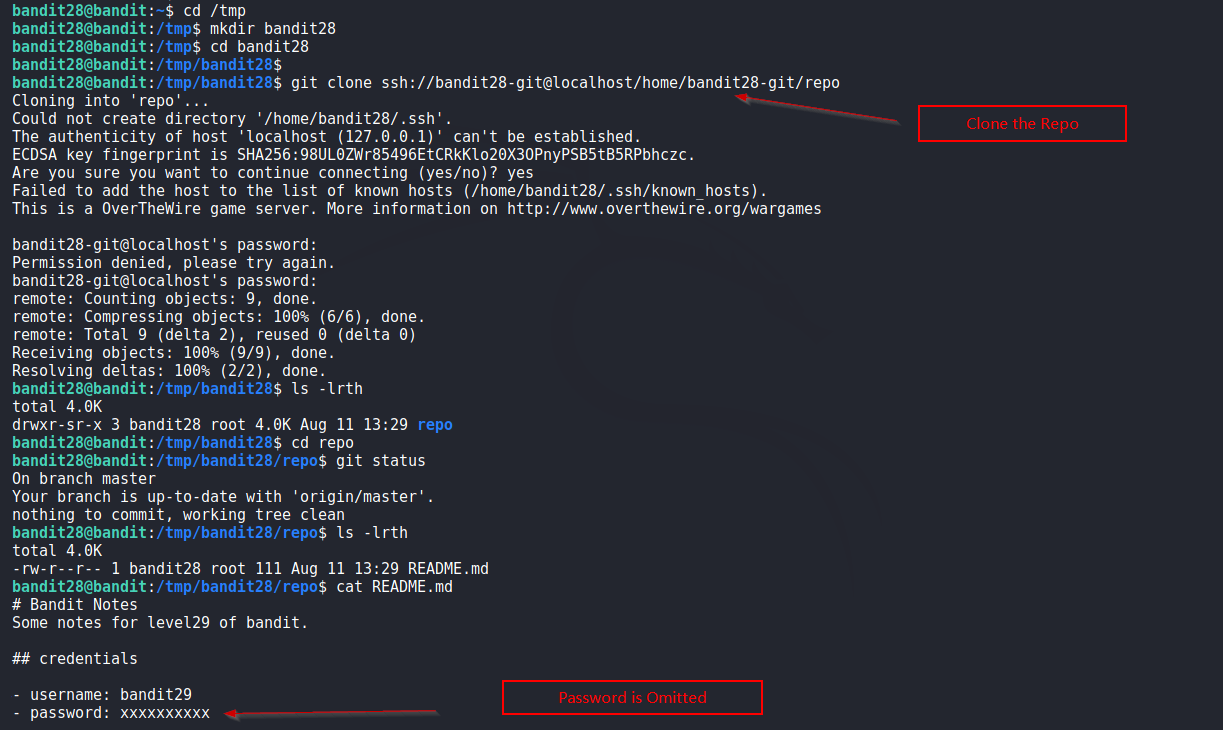 bandit28@bandit:~$ cd /tmp
bandit28@bandit:/tmp$ mkdir bandit28
bandit28@bandit:/tmp$ cd bandit28
bandit28@bandit:/tmp/bandit28$
bandit28@bandit:/tmp/bandit28$ git clone ssh://bandit28-git@localhost/home/bandit28-git/repo
Cloning into 'repo'...
Could not create directory '/home/bandit28/.ssh'.
Clone the Repo
The authenticity of host 'localhost (127.0.0.1)' can't be established.
ECDSA key fingerprint is SHA256:98UL0ZWr85496EtCRkKlo20X3OPnyPSB5tB5RPbhczc.
Are you sure you want to continue connecting (yes/no)? yes
Failed to add the host to the list of known hosts (/home/bandit28/.ssh/known_hosts).
This is a OverTheWire game server. More information on http://www.overthewire.org/wargames
bandit28-git@localhost's password:
Permission denied, please try again.
bandit28-git@localhost's password:
remote: Counting objects: 9, done.
remote: Compressing objects: 100% (6/6), done.
remote: Total 9 (delta 2), reused 0 (delta 0)
Receiving objects: 100% (9/9), done.
Resolving deltas: 100% (2/2), done.
bandit28@bandit:/tmp/bandit28$ ls -lrth
total 4.0K
drwxr-sr-x 3 bandit28 root 4.0K Aug 11 13:29 repo
bandit28@bandit:/tmp/bandit28$ cd repo
bandit28@bandit:/tmp/bandit28/repo$ git status
On branch master
Your branch is up-to-date with 'origin/master'.
nothing to commit, working tree clean
bandit28@bandit:/tmp/bandit28/repo$ ls -lrth
total 4.0K
-rw-r--r-- 1 bandit28 root 111 Aug 11 13:29 README.md
bandit28@bandit:/tmp/bandit28/repo$ cat README.md
# Bandit Notes
Some notes for level29 of bandit.
## credentials
- username: bandit29
Password is Omitted
- password: xxxxxxxxxx